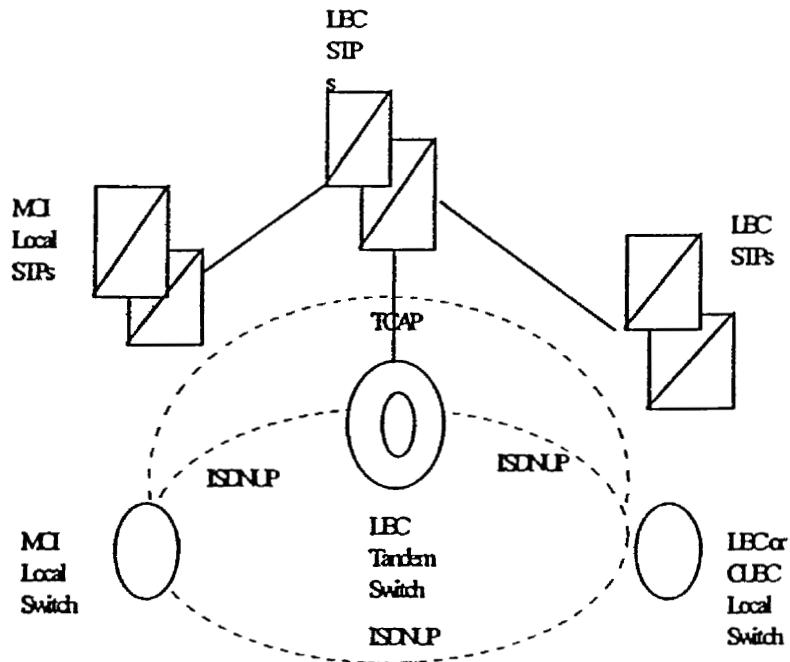 LEC
STP
s
MCI
Local
STPs
LEC
STPs
TCAP
ISDNUP
ISDNUP
MCI
Local
Switch
LEC
Tandem
Switch
LEC or
CLEC
Local
Switch
ISDNUP